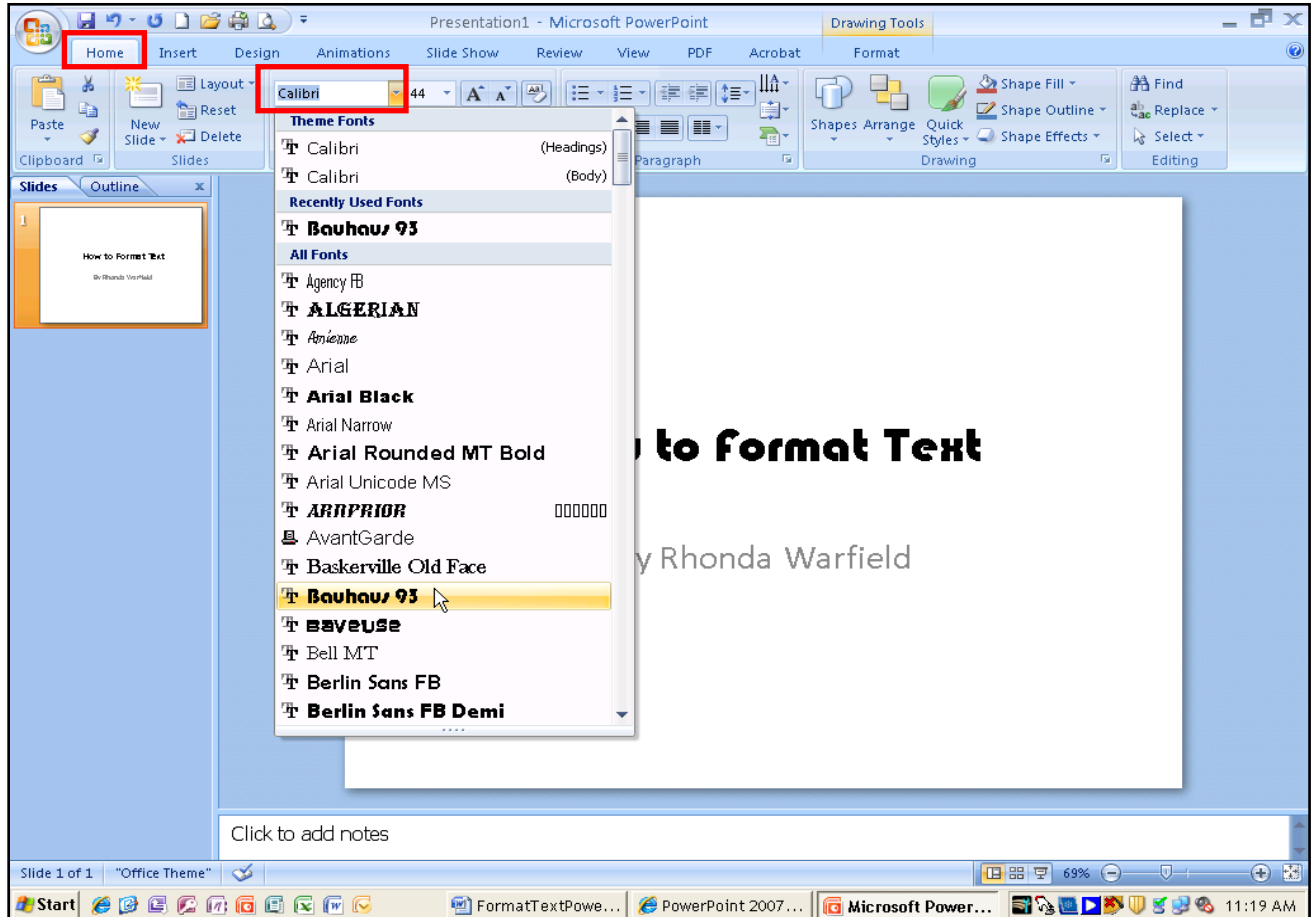 Presentation1 - Microsoft PowerPoint
Drawing Tools
Home Insert Design Animations Slide Show Review View PDF Acrobat Format
Paste
Clipboard
New Slide
Layout
Reset
Delete
Slides
Calibri 44
Paragraph
Shapes Arrange Quick Styles
Shape Fill
Shape Outline
Shape Effects
Drawing
Find
Replace
Select
Editing
Slides Outline x
1
How to Format Text
By Rhonda Warfield
Theme Fonts
Calibri (Headings)
Calibri (Body)
Recently Used Fonts
Bauhaus 93
All Fonts
Agency FB
ALGERIAN
Amienne
Arial
Arial Black
Arial Narrow
Arial Rounded MT Bold
Arial Unicode MS
ARNPRIOR
AvantGarde
Baskerville Old Face
Bauhaus 93
Baveuse
Bell MT
Berlin Sans FB
Berlin Sans FB Demi
to Format Text
y Rhonda Warfield
Click to add notes
Slide 1 of 1 "Office Theme" 69%
Start FormatTextPowe... PowerPoint 2007... Microsoft Power... 11:19 AM